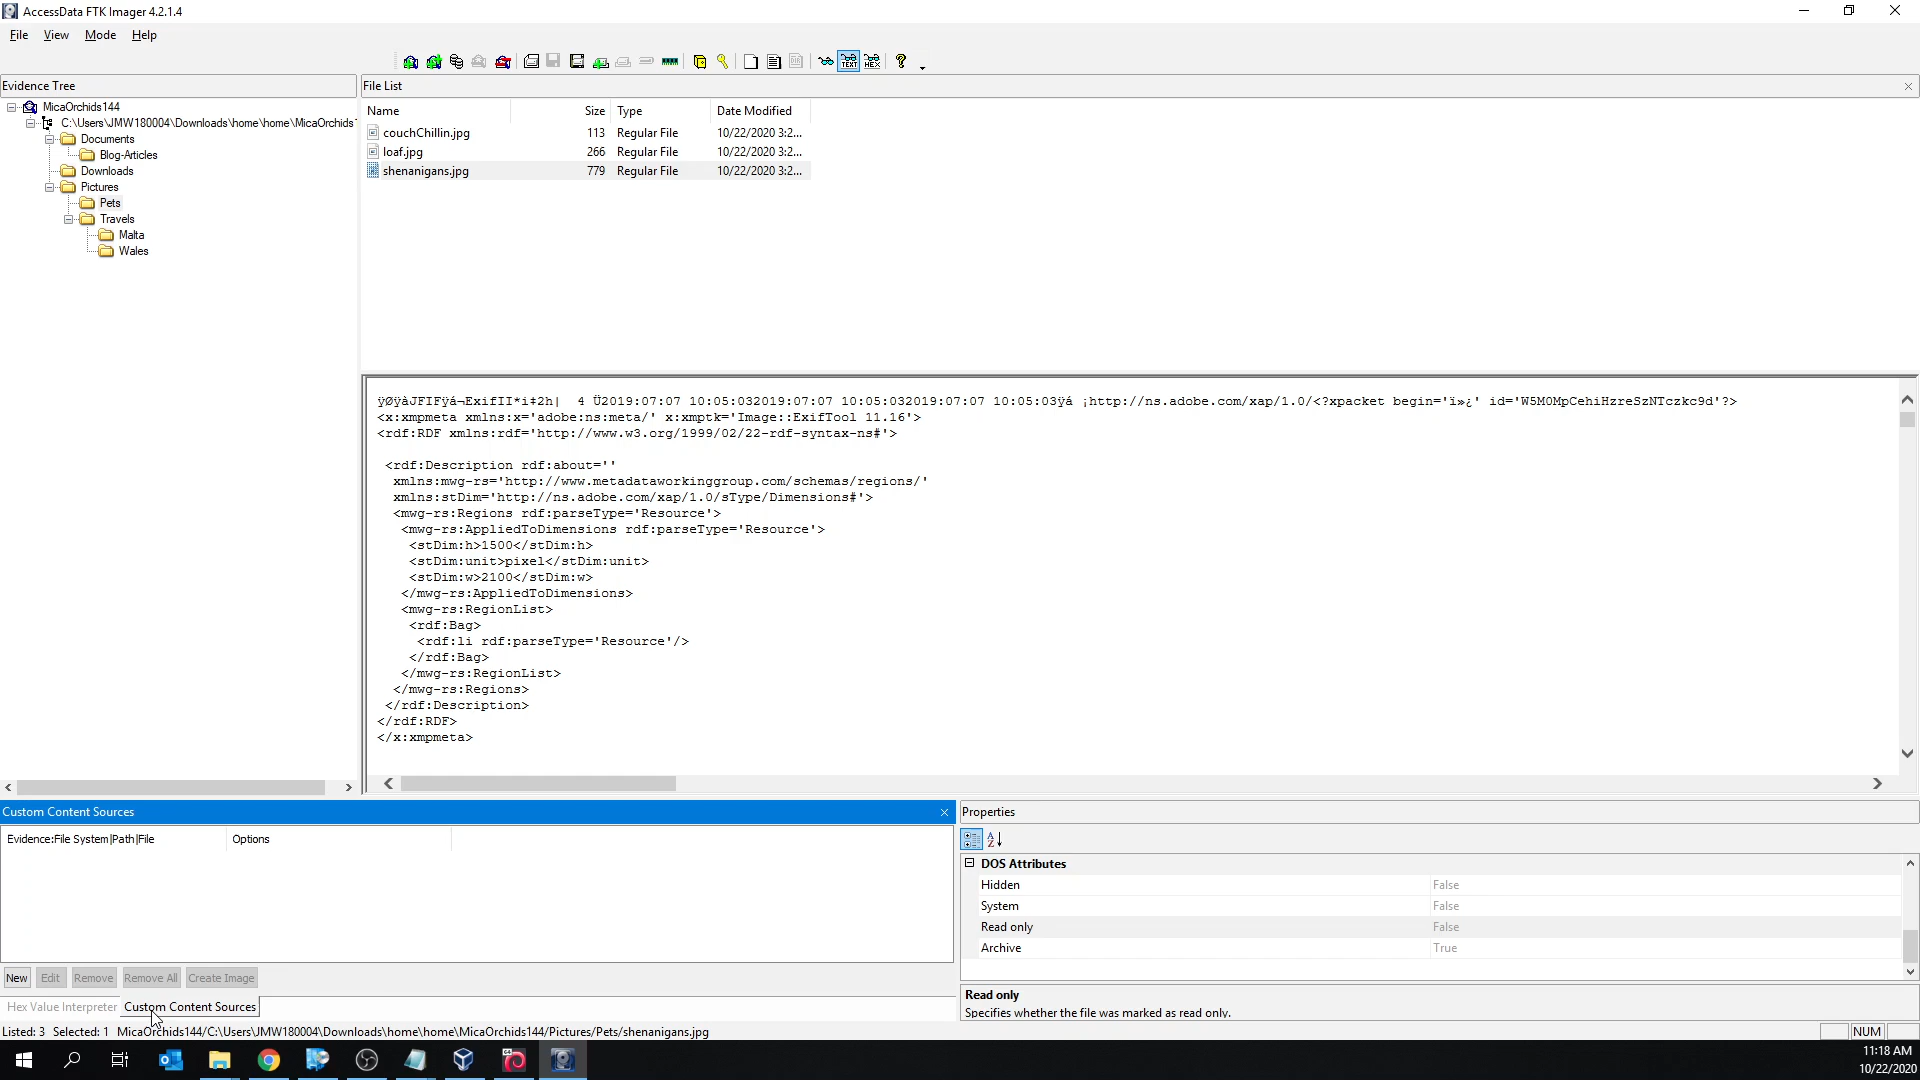 AccessData FTK Imager 4.2.1.4
File View Mode Help
Evidence Tree
File List
MicaOrchids144
C:\Users\JMW180004\Downloads\home\home\MicaOrchids1
Documents
Blog-Articles
Downloads
Pictures
Pets
Travels
Malta
Wales
Name Size Type Date Modified
couchChillin.jpg 113 Regular File 10/22/2020 3:2...
loaf.jpg 266 Regular File 10/22/2020 3:2...
shenanigans.jpg 779 Regular File 10/22/2020 3:2...
ÿØÿàJFIFÿá¬ExifII*i‡2h| 4 Ü2019:07:07 10:05:032019:07:07 10:05:032019:07:07 10:05:03ÿá ¡http://ns.adobe.com/xap/1.0/<?xpacket begin='ï»¿' id='W5M0MpCehiHzreSzNTczkc9d'?>
<x:xmpmeta xmlns:x='adobe:ns:meta/' x:xmptk='Image::ExifTool 11.16'>
<rdf:RDF xmlns:rdf='http://www.w3.org/1999/02/22-rdf-syntax-ns#'>
<rdf:Description rdf:about=''
xmlns:mwg-rs='http://www.metadataworkinggroup.com/schemas/regions/'
xmlns:stDim='http://ns.adobe.com/xap/1.0/sType/Dimensions#'>
<mwg-rs:Regions rdf:parseType='Resource'>
<mwg-rs:AppliedToDimensions rdf:parseType='Resource'>
<stDim:h>1500</stDim:h>
<stDim:unit>pixel</stDim:unit>
<stDim:w>2100</stDim:w>
</mwg-rs:AppliedToDimensions>
<mwg-rs:RegionList>
<rdf:Bag>
<rdf:li rdf:parseType='Resource'/>
</rdf:Bag>
</mwg-rs:RegionList>
</mwg-rs:Regions>
</rdf:Description>
</rdf:RDF>
</x:xmpmeta>
Custom Content Sources
Evidence:File System|Path|File Options
New Edit Remove Remove All Create Image
Hex Value Interpreter Custom Content Sources
Properties
DOS Attributes
Hidden False
System False
Read only False
Archive True
Read only
Specifies whether the file was marked as read only.
Listed: 3 Selected: 1 MicaOrchids144/C:\Users\JMW180004\Downloads\home\home\MicaOrchids144/Pictures/Pets/shenanigans.jpg
NUM
11:18 AM
10/22/2020